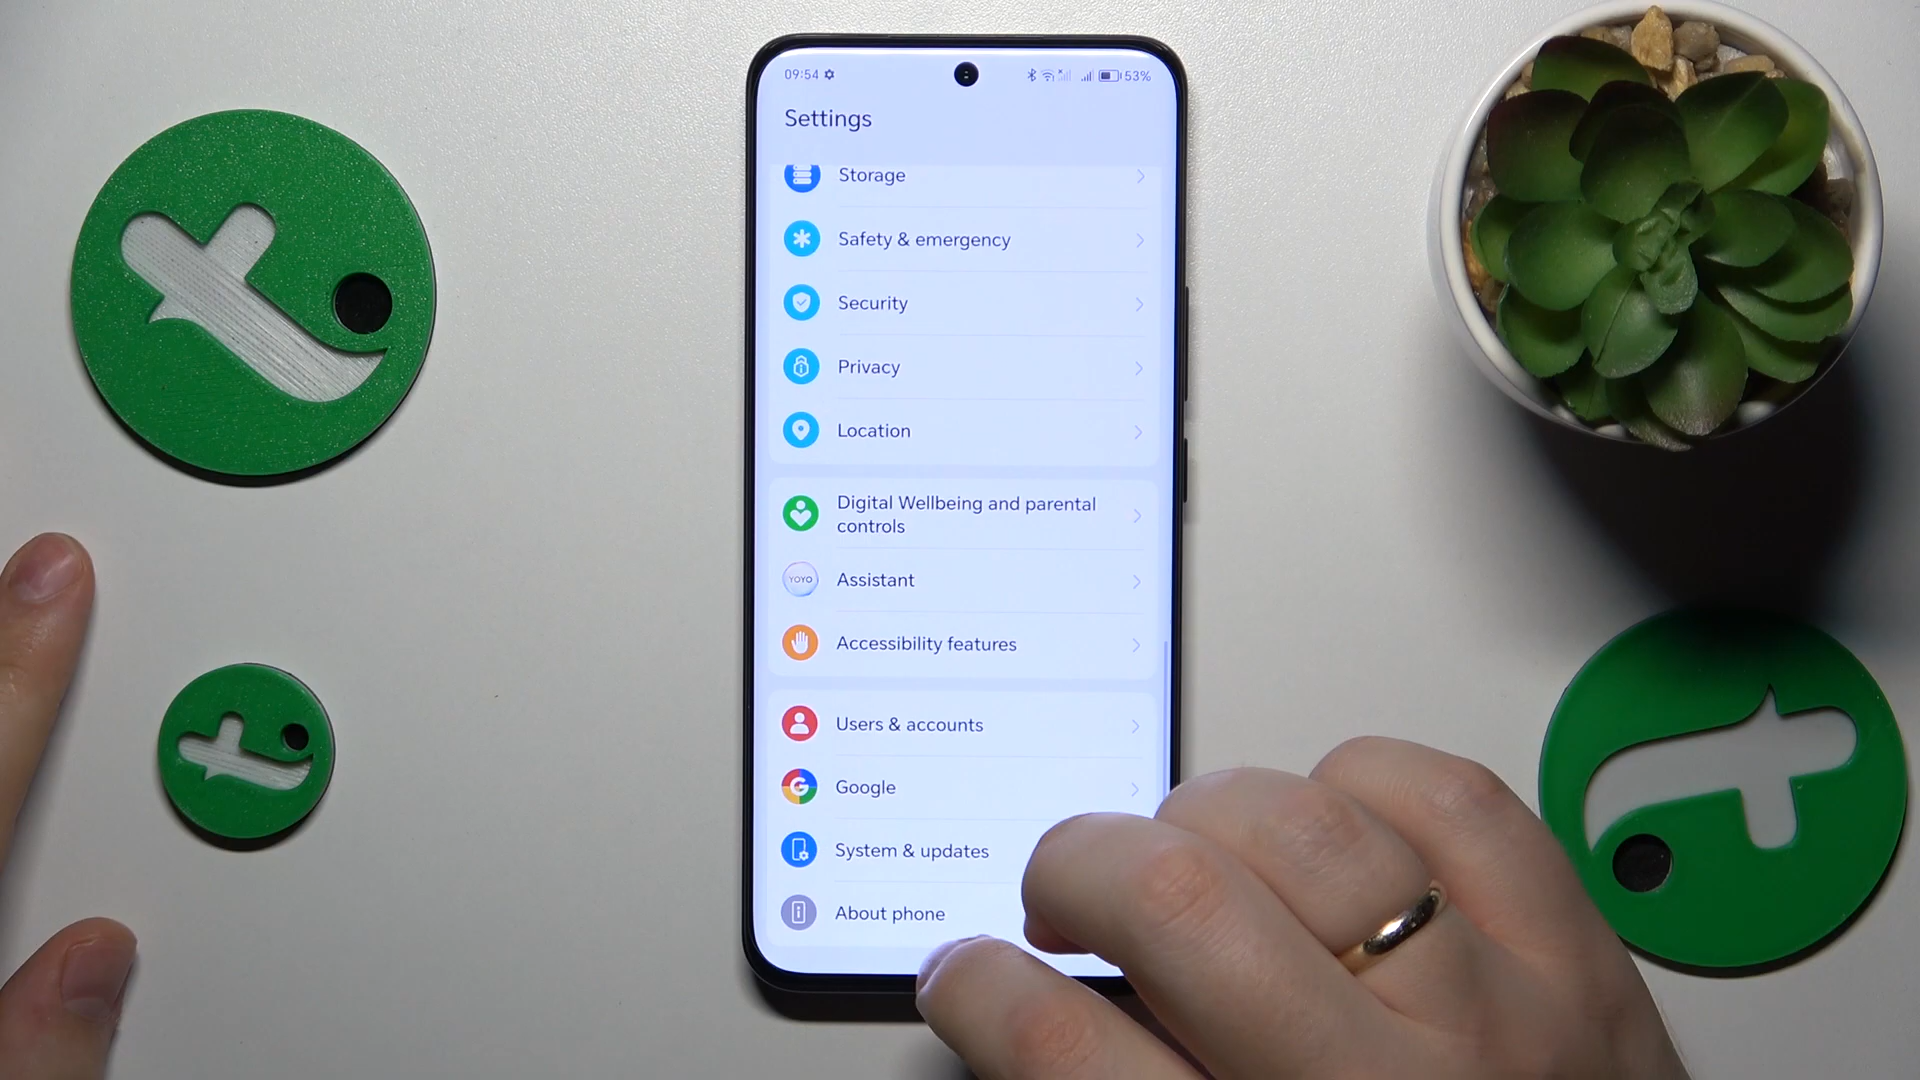 09:54
53%
Settings
Storage
Safety & emergency
Security
Privacy
Location
Digital Wellbeing and parental
controls
YOYO
Assistant
Accessibility features
Users & accounts
Google
System & updates
About phone